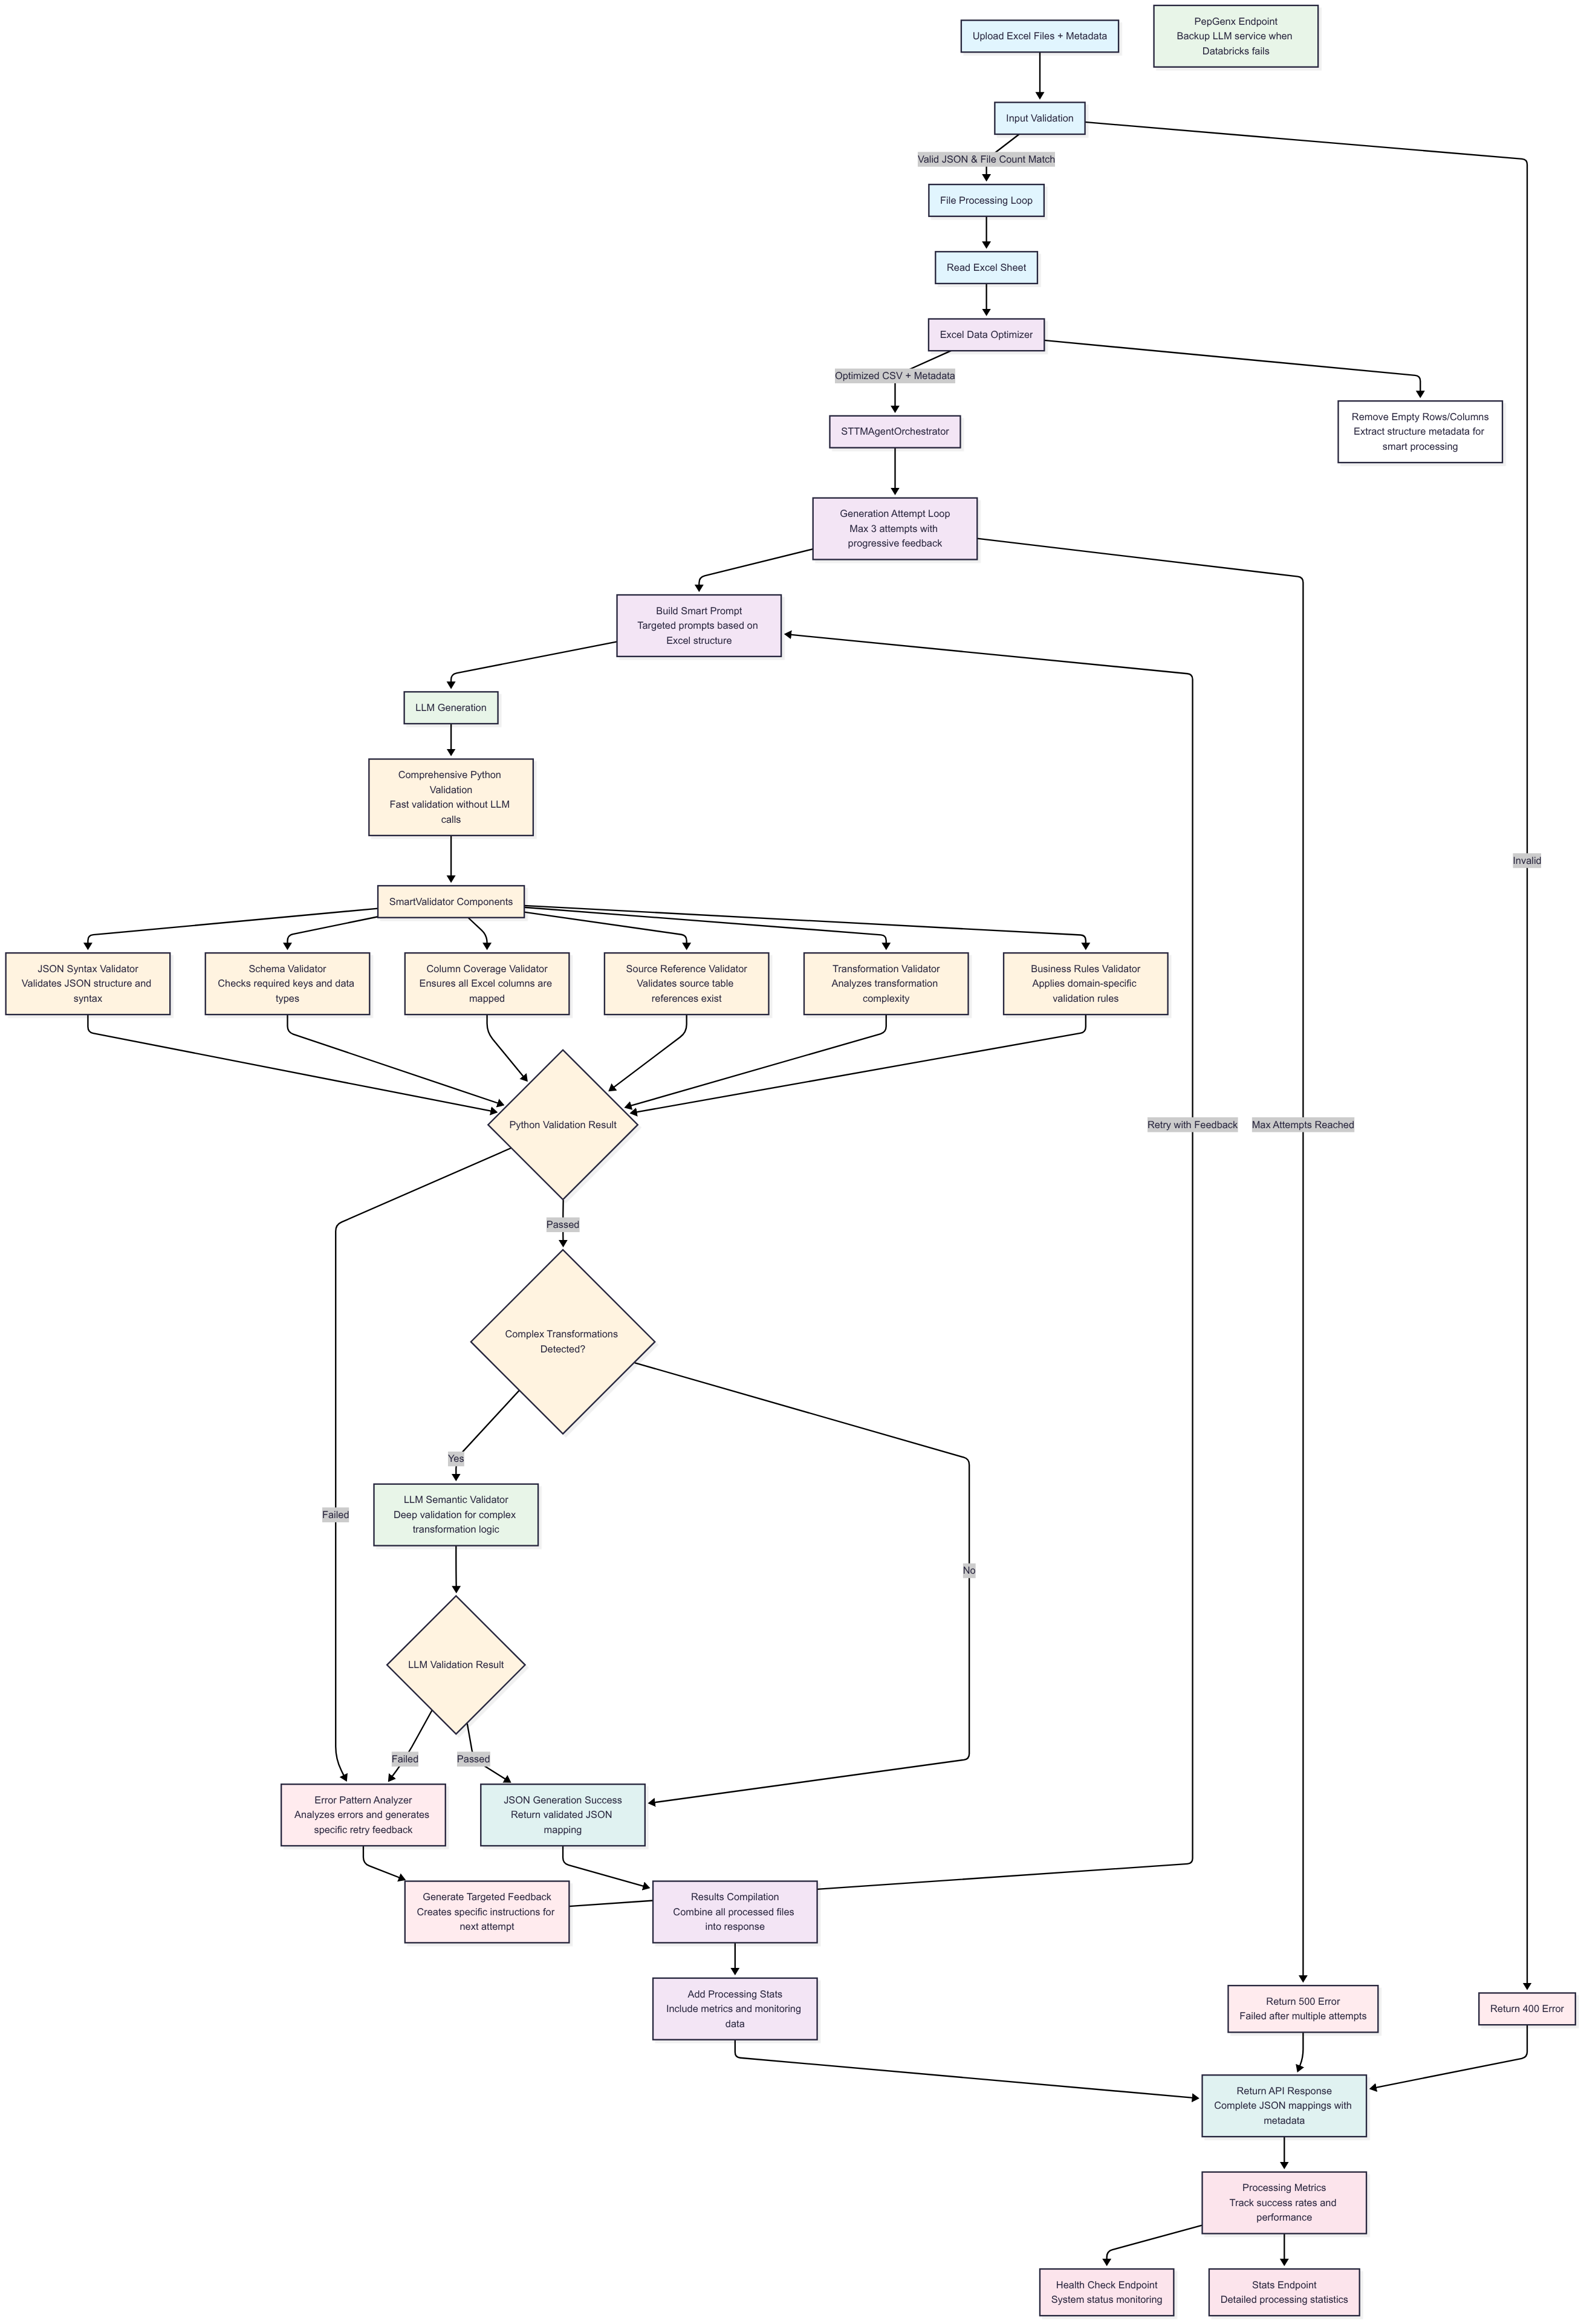 Upload Excel Files + Metadata
PepGenx Endpoint
Backup LLM service when
Databricks fails
Input Validation
Valid JSON & File Count Match
File Processing Loop
Read Excel Sheet
Excel Data Optimizer
Optimized CSV + Metadata
Remove Empty Rows/Columns
Extract structure metadata for
smart processing
STTMAgentOrchestrator
Generation Attempt Loop
Max 3 attempts with
progressive feedback
Build Smart Prompt
Targeted prompts based on
Excel structure
LLM Generation
Comprehensive Python
Validation
Fast validation without LLM
calls
Invalid
SmartValidator Components
JSON Syntax Validator
Validates JSON structure and
syntax
Schema Validator
Checks required keys and data
types
Column Coverage Validator
Ensures all Excel columns are
mapped
Source Reference Validator
Validates source table
references exist
Transformation Validator
Analyzes transformation
complexity
Business Rules Validator
Applies domain-specific
validation rules
Python Validation Result
Retry with Feedback
Max Attempts Reached
Passed
Complex Transformations
Detected?
Yes
LLM Semantic Validator
Deep validation for complex
transformation logic
Failed
No
LLM Validation Result
Failed
Passed
Error Pattern Analyzer
Analyzes errors and generates
specific retry feedback
JSON Generation Success
Return validated JSON
mapping
Generate Targeted Feedback
Creates specific instructions for
next attempt
Results Compilation
Combine all processed files
into response
Add Processing Stats
Include metrics and monitoring
data
Return 500 Error
Failed after multiple attempts
Return 400 Error
Return API Response
Complete JSON mappings with
metadata
Processing Metrics
Track success rates and
performance
Health Check Endpoint
System status monitoring
Stats Endpoint
Detailed processing statistics